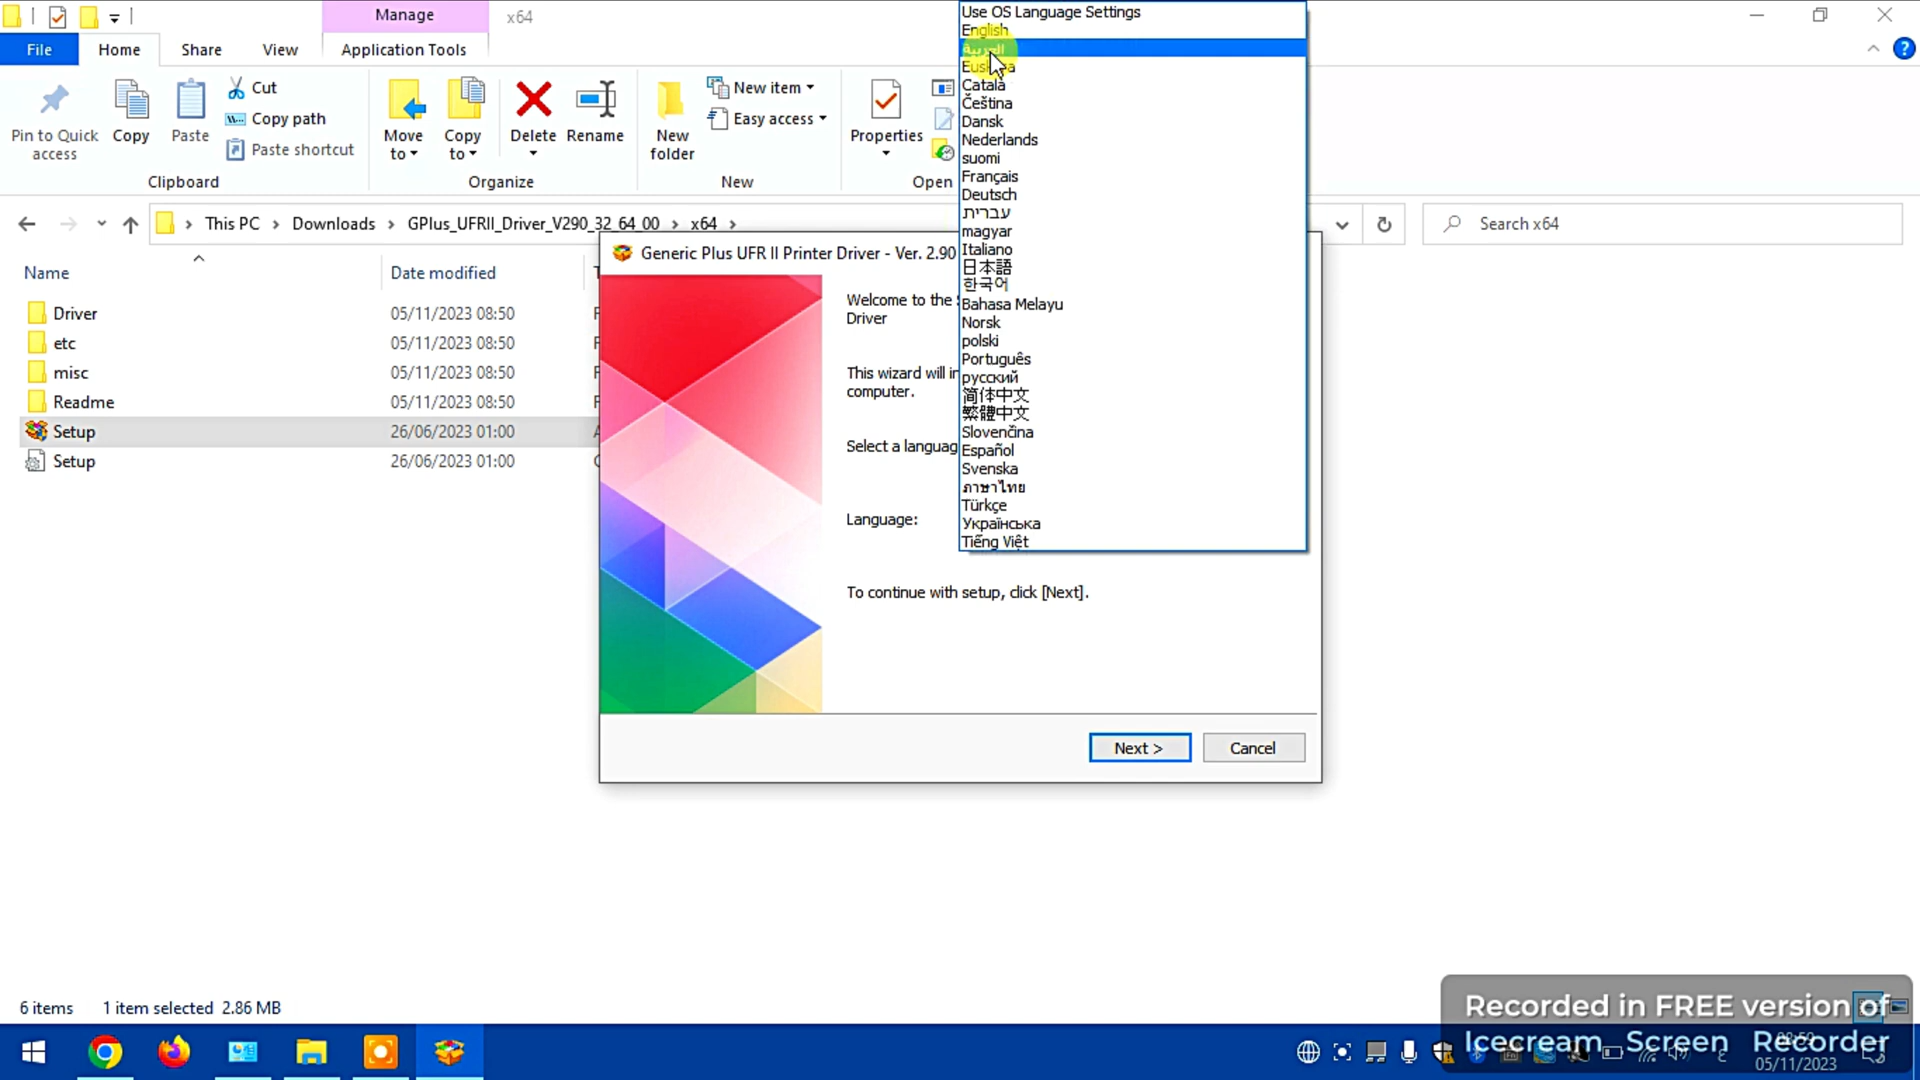 Manage
x64
File
Home
Share
View
Application Tools
Pin to Quick access
Copy
Paste
Cut
Copy path
Paste shortcut
Clipboard
Move to
Copy to
Delete
Rename
Organize
New folder
New item
Easy access
New
Properties
Open
This PC
Downloads
GPlus_UFRII_Driver_V290_32_64_00
x64
Search x64
Name
Date modified
Driver
05/11/2023 08:50
etc
05/11/2023 08:50
misc
05/11/2023 08:50
Readme
05/11/2023 08:50
Setup
26/06/2023 01:00
Setup
26/06/2023 01:00
Generic Plus UFR II Printer Driver - Ver. 2.90
Welcome to the
Driver
This wizard will in
computer.
Select a languag
Language:
To continue with setup, click [Next].
Next >
Cancel
Use OS Language Settings
English
العربية
Euskara
Català
Čeština
Dansk
Nederlands
suomi
Français
Deutsch
עברית
magyar
Italiano
日本語
한국어
Bahasa Melayu
Norsk
polski
Português
русский
简体中文
繁體中文
Slovenčina
Español
Svenska
ภาษาไทย
Türkçe
Українська
Tiếng Việt
6 items
1 item selected 2.86 MB
Recorded in FREE version of
Icecream Screen Recorder
05/11/2023